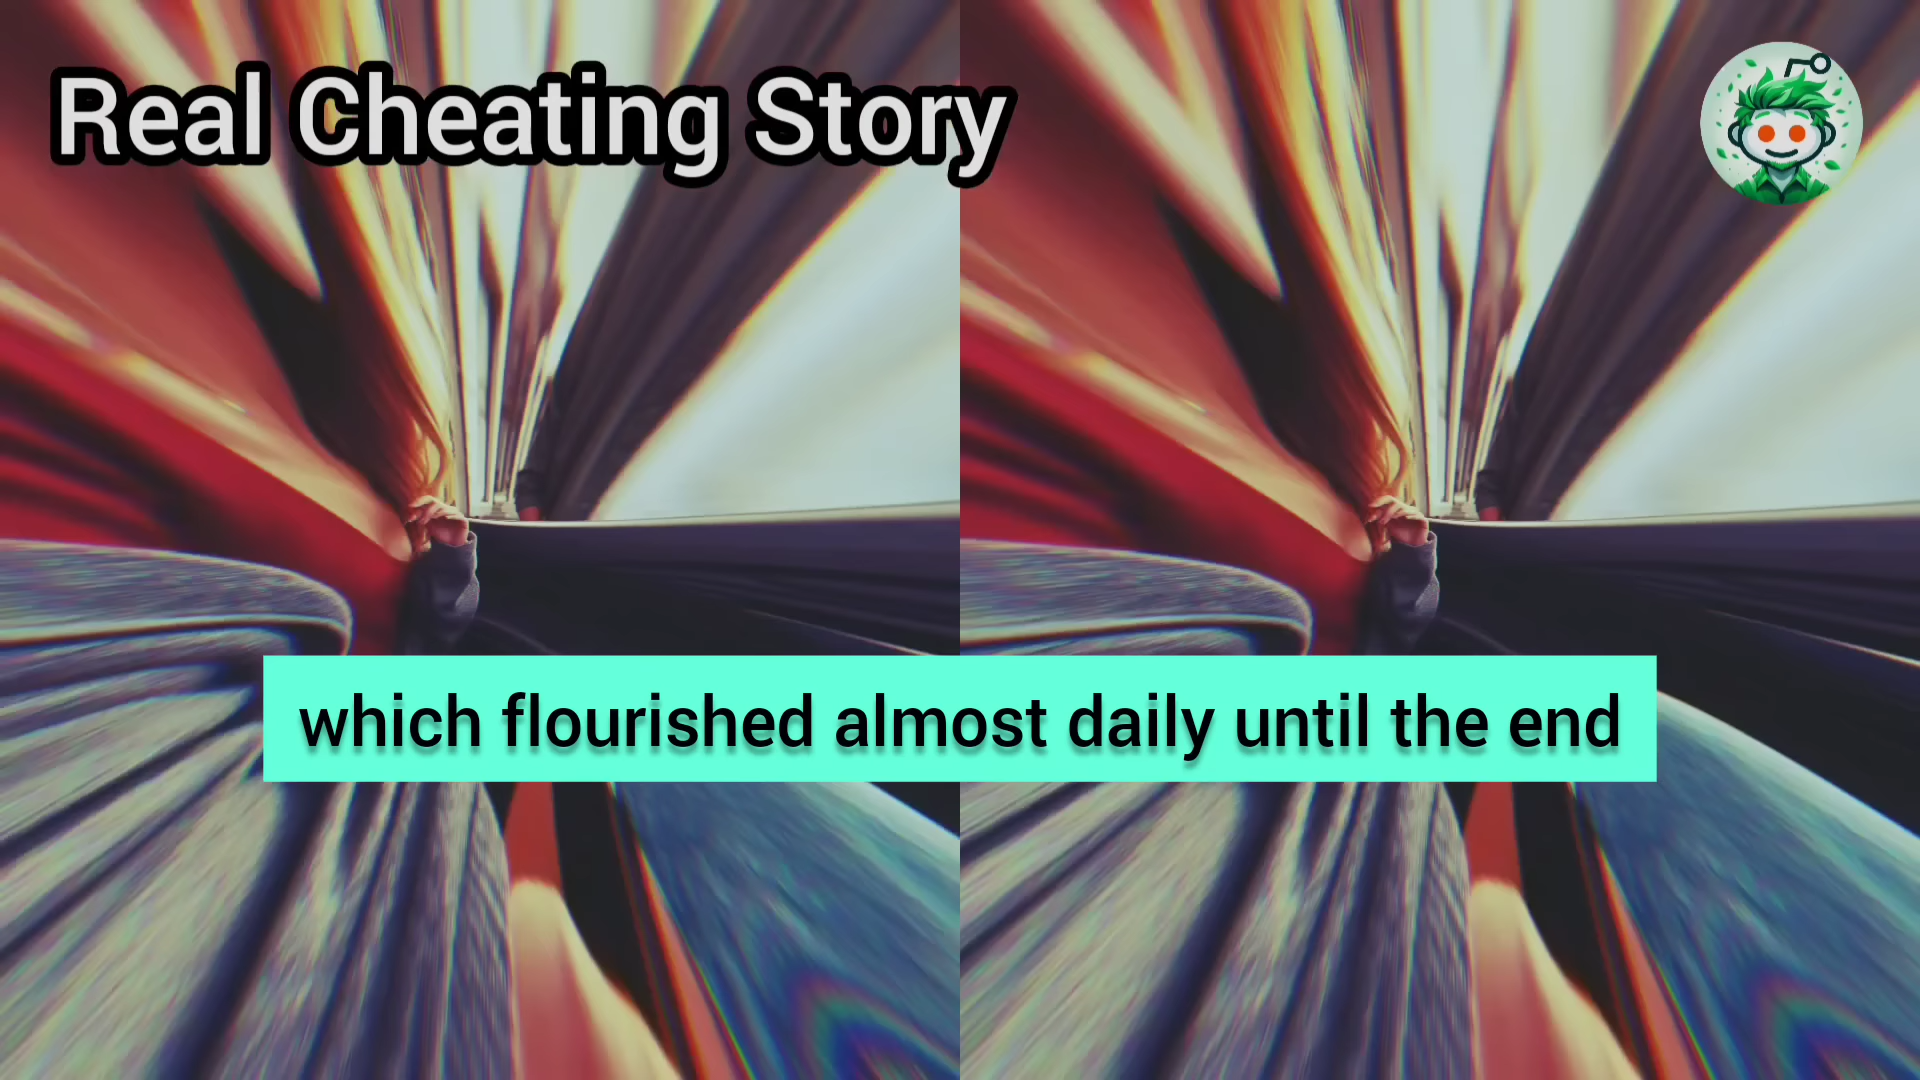 Real Cheating Story
which flourished almost daily until the end